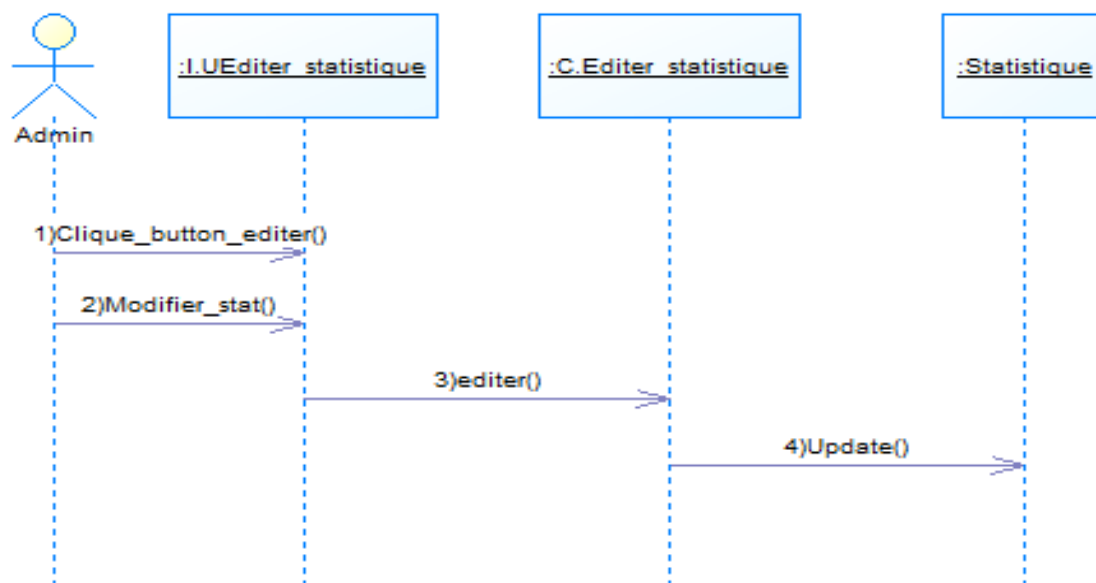 :I.UEditer_statistique
:C.Editer_statistique
:Statistique
Admin
1)Clique_button_editer()
2)Modifier_stat()
3)editer()
4)Update()